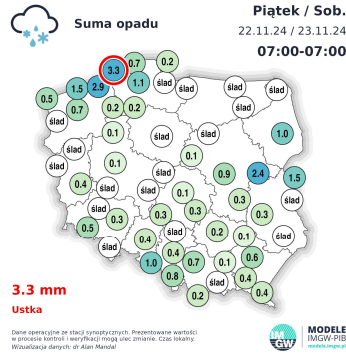 Suma opadu
Piątek / Sob.
22.11.24 / 23.11.24
07:00-07:00
3.3 0.7 0.2
0.5 1.5 2.9 1.1 ślad ślad ślad ślad
0.7 0.2 0.2 ślad
ślad 0.1 ślad ślad 1.0
ślad 0.1 0.1
0.4 ślad ślad ślad 0.1 0.9 2.4 1.5
ślad 0.3 0.3 0.3 0.3 0.3 ślad
0.5 ślad 0.4 ślad 0.2 0.1 ślad
1.0 0.4 0.7 0.1 0.6
0.8 0.2 ślad 0.4 0.4
3.3 mm
Ustka
Dane operacyjne ze stacji synoptycznych. Prezentowane wartości
w procesie kontroli i weryfikacji mogą ulec zmianie. Czas lokalny.
Wizualizacja danych: dr Alan Mandal
IM
GW
MODELE
IMGW-PIB
modele.imgw.pl